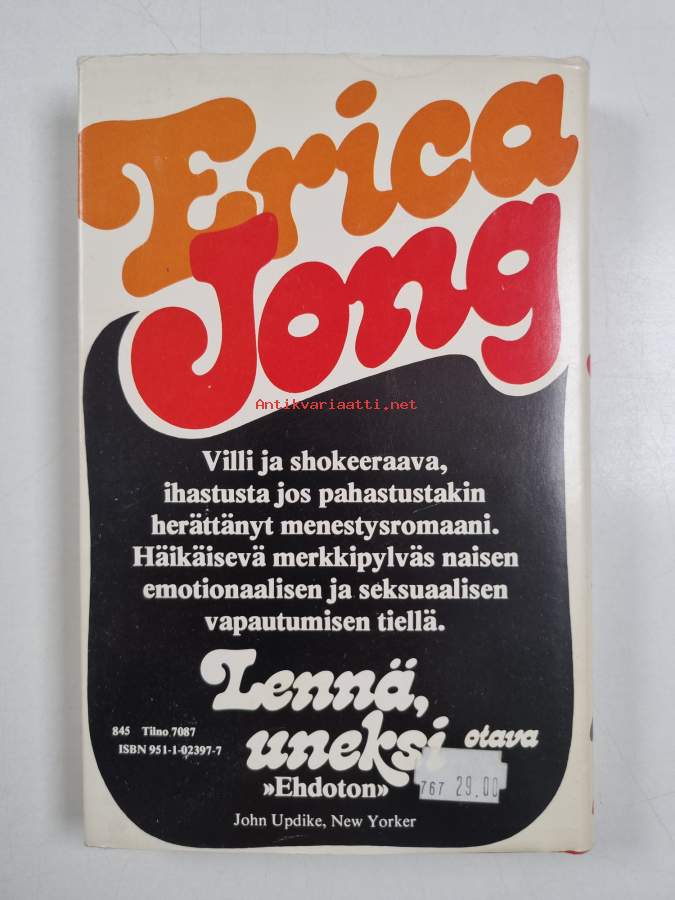 Erica
Jong
Antikvariaatti.net
Villi ja shokeeraava,
ihastusta jos pahastustakin
herättänyt menestysromaani.
Häikäisevä merkkipylväs naisen
emotionaalisen ja seksuaalisen
vapautumisen tiellä.
Lennä,
uneksi
otava
845 Tilno 7087
ISBN 951-1-02397-7
767 29.00
»Ehdoton»
John Updike, New Yorker